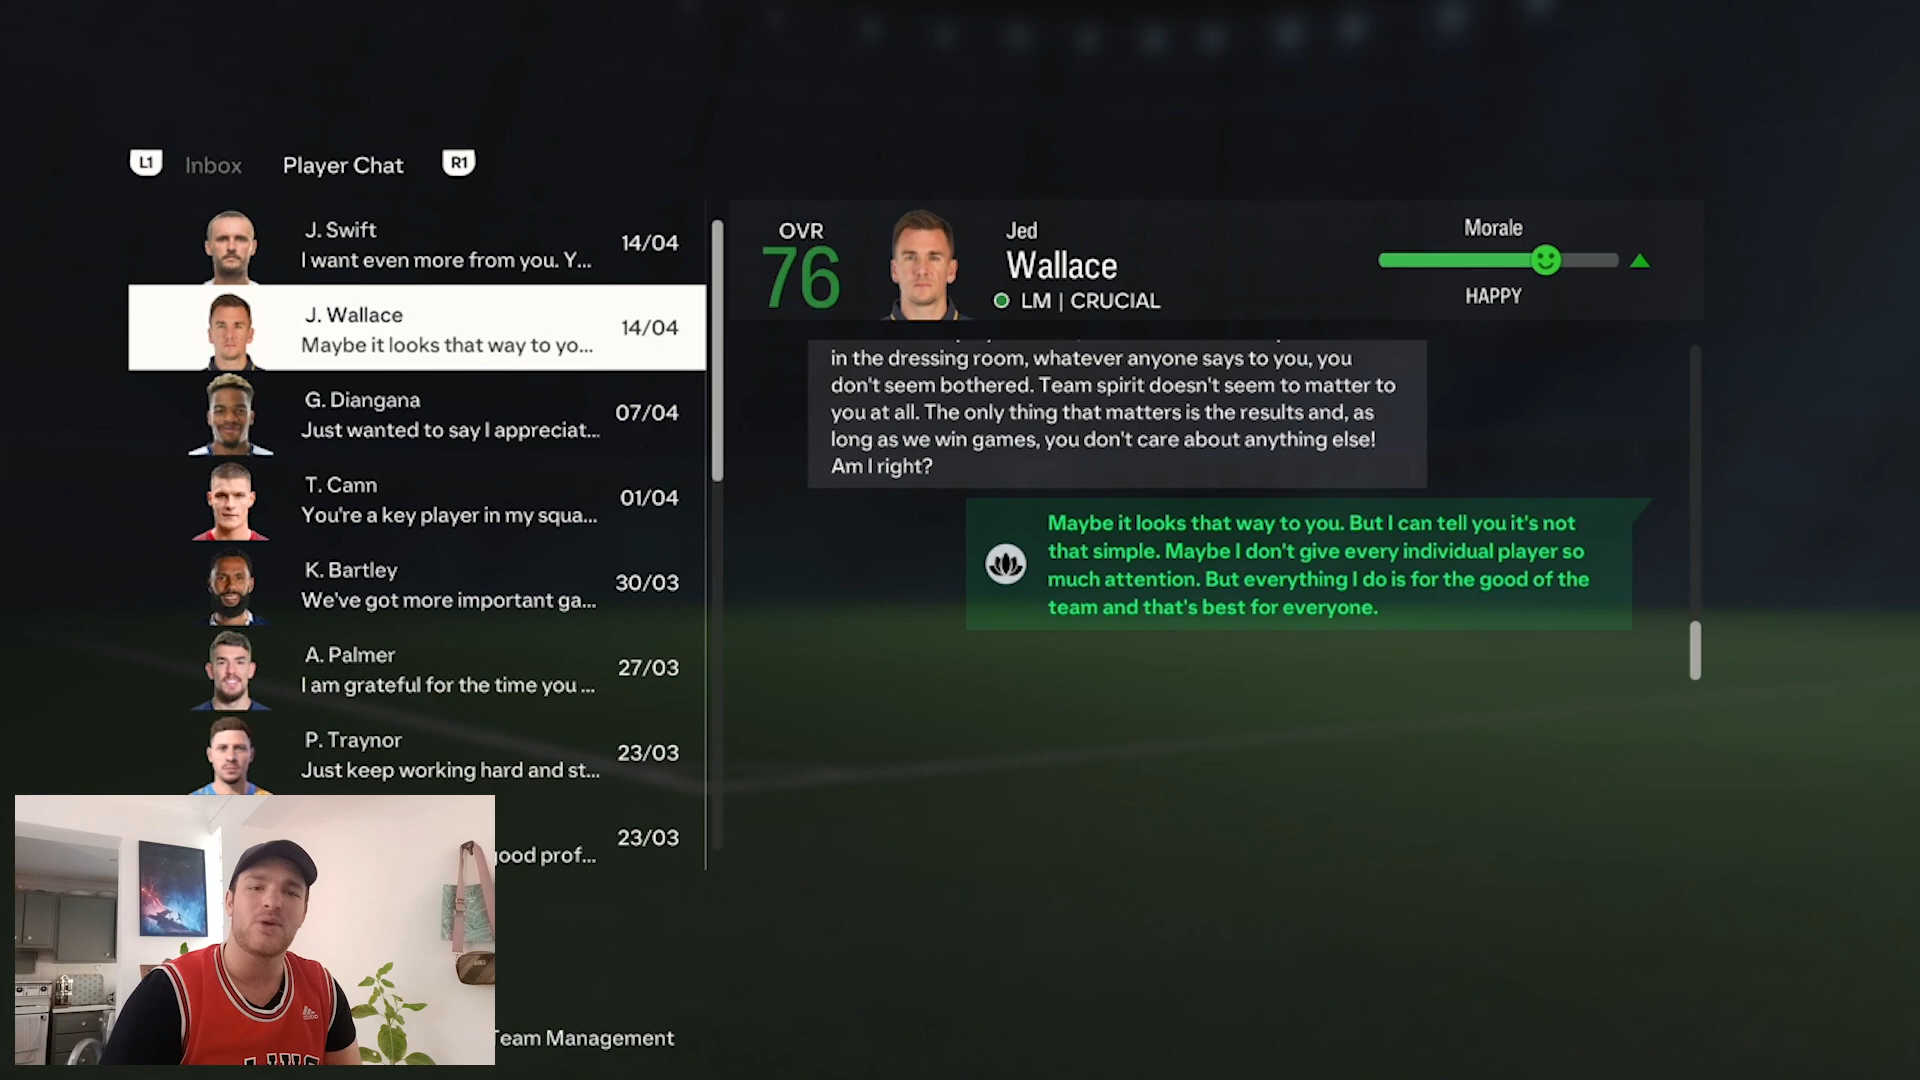 L1 Inbox Player Chat R1
J. Swift
I want even more from you. Y...
14/04
J. Wallace
Maybe it looks that way to yo...
14/04
G. Diangana
Just wanted to say I appreciat...
07/04
T. Cann
You're a key player in my squa...
01/04
K. Bartley
We've got more important ga...
30/03
A. Palmer
I am grateful for the time you ...
27/03
P. Traynor
Just keep working hard and st...
23/03
good prof...
23/03
Team Management
OVR
76
Jed
Wallace
LM | CRUCIAL
Morale
HAPPY
in the dressing room, whatever anyone says to you, you
don't seem bothered. Team spirit doesn't seem to matter to
you at all. The only thing that matters is the results and, as
long as we win games, you don't care about anything else!
Am I right?
Maybe it looks that way to you. But I can tell you it's not
that simple. Maybe I don't give every individual player so
much attention. But everything I do is for the good of the
team and that's best for everyone.
adidas